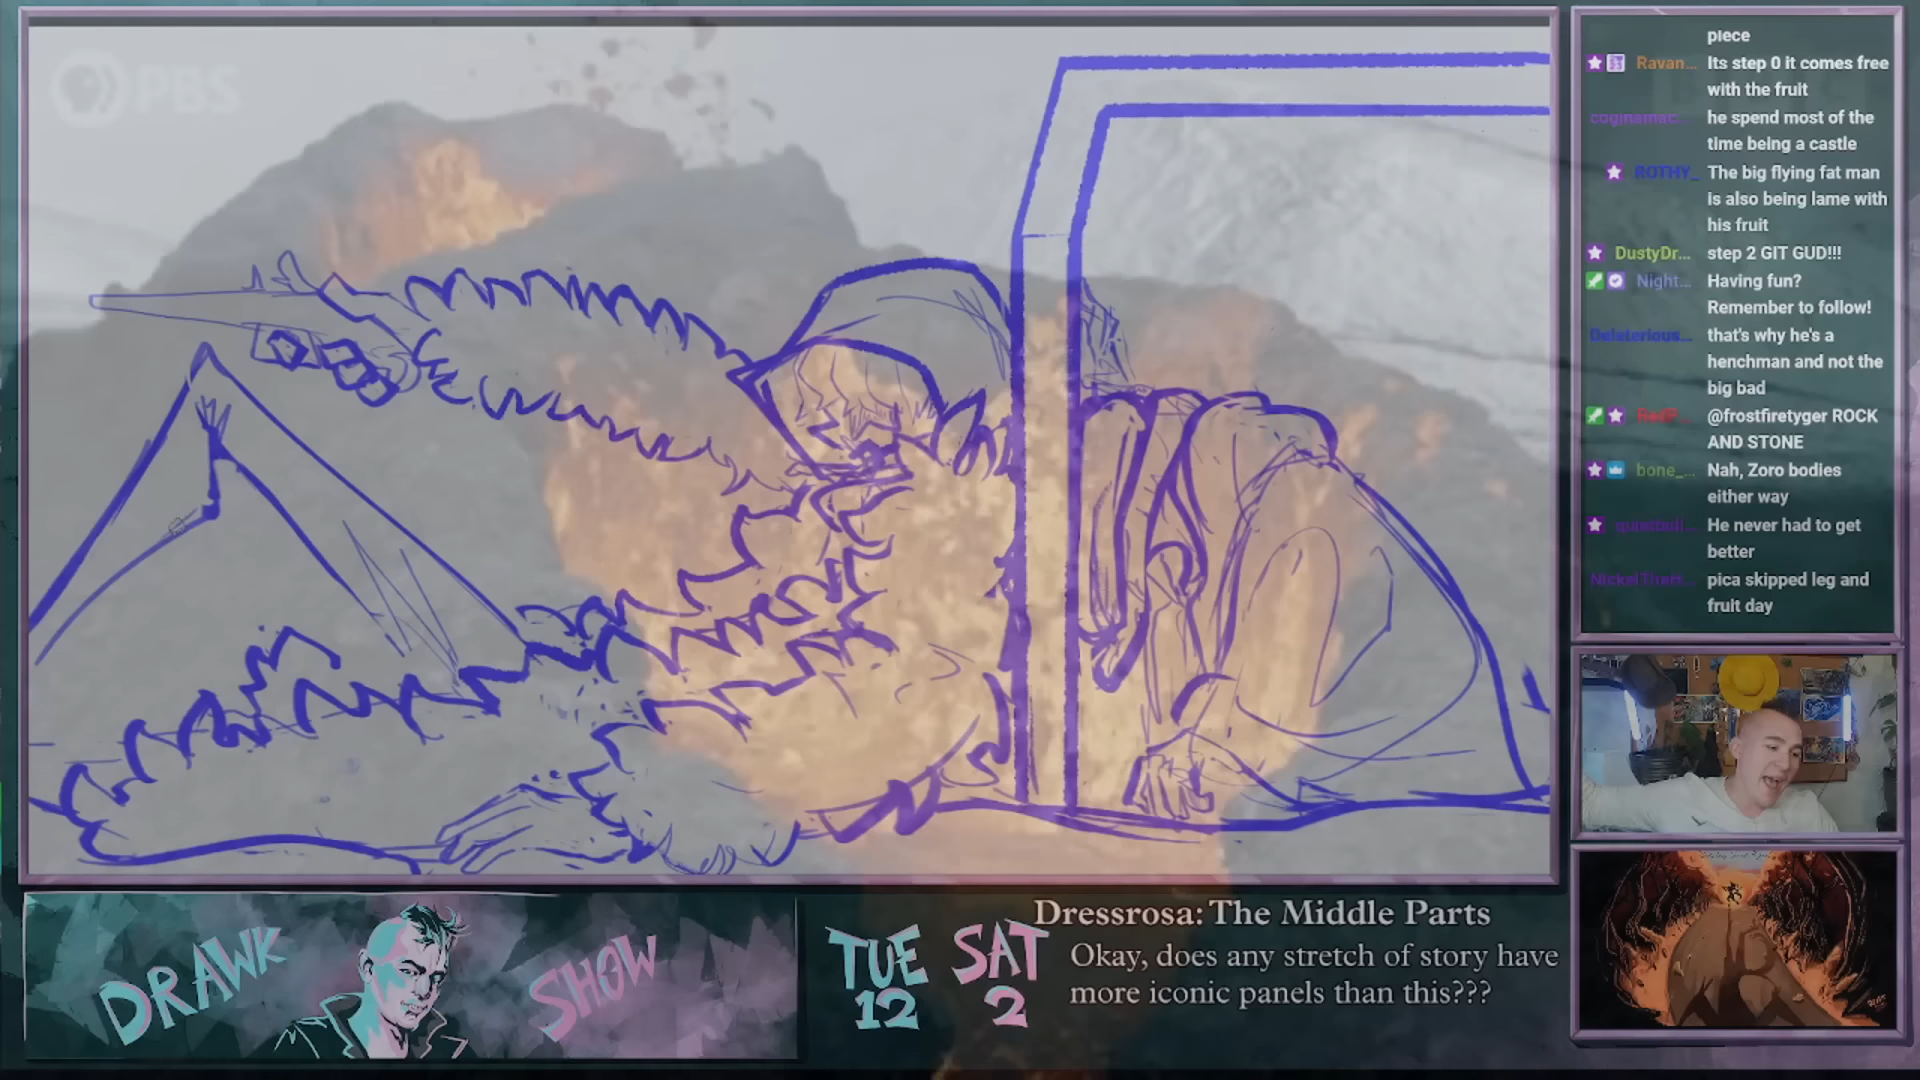 PBS
piece
Ravan... Its step 0 it comes free
with the fruit
coginamac... he spend most of the
time being a castle
ROTHY_ The big flying fat man
is also being lame with
his fruit
DustyDr... step 2 GIT GUD!!!
Night... Having fun?
Remember to follow!
that's why he's a
henchman and not the
big bad
@frostfiretyger ROCK
AND STONE
bone_... Nah, Zoro bodies
either way
He never had to get
better
pica skipped leg and
fruit day
DRAWK
SHOW
TUE
12
SAT
2
Dressrosa: The Middle Parts
Okay, does any stretch of story have
more iconic panels than this???